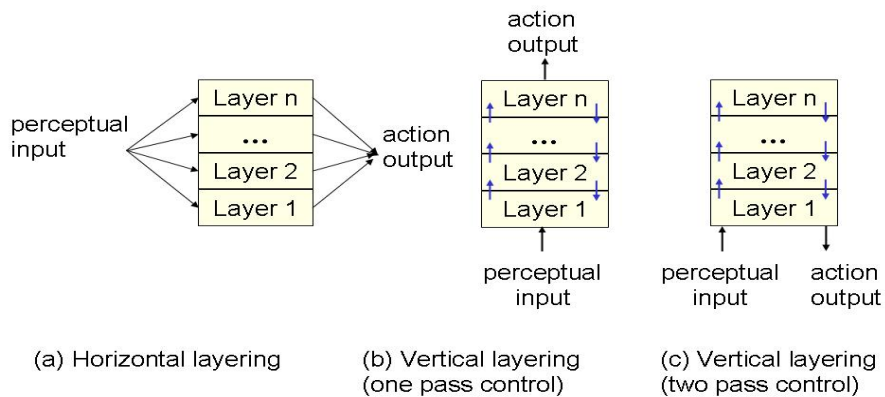 perceptual
input
Layer n
...
Layer 2
Layer 1
action
output
action
output
Layer n
...
Layer 2
Layer 1
perceptual
input
Layer n
...
Layer 2
Layer 1
perceptual
input
action
output
(a) Horizontal layering
(b) Vertical layering
(one pass control)
(c) Vertical layering
(two pass control)